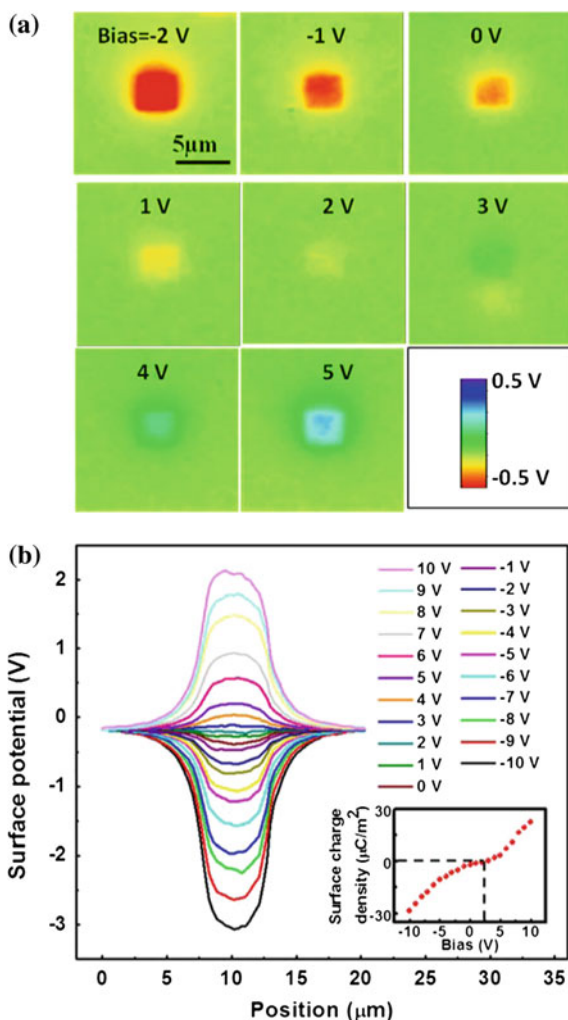 (a)
Bias=-2 V
-1 V
0 V
5μm
1 V
2 V
3 V
4 V
5 V
0.5 V
-0.5 V
(b)
Surface potential (V)
2
1
0
-1
-2
-3
0
5
10
15
20
25
30
35
Position (μm)
10 V
9 V
8 V
7 V
6 V
5 V
4 V
3 V
2 V
1 V
0 V
-1 V
-2 V
-3 V
-4 V
-5 V
-6 V
-7 V
-8 V
-9 V
-10 V
Surface charge
density (μC/m²)
30
0
-30
-10
-5
0
5
10
Bias (V)